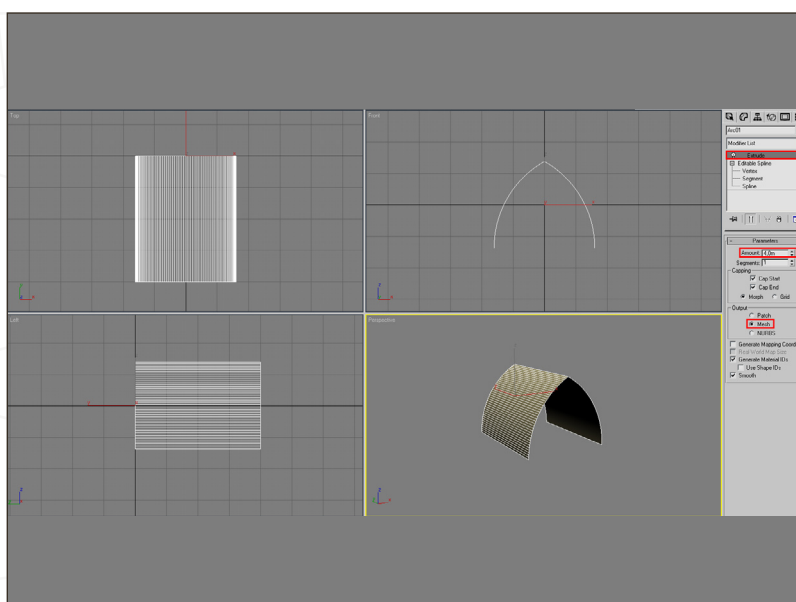 Top
Front
Arc01
Modifier List
Extrude
Editable Spline
Vertex
Segment
Spline
Parameters
Amount: 4,0m
Segments: 1
Capping
Cap Start
Cap End
Morph Grid
Output
Patch
Mesh
NURBS
Generate Mapping Coord
Real-World Map Size
Generate Material IDs
Use Shape IDs
Smooth
Left
Perspective